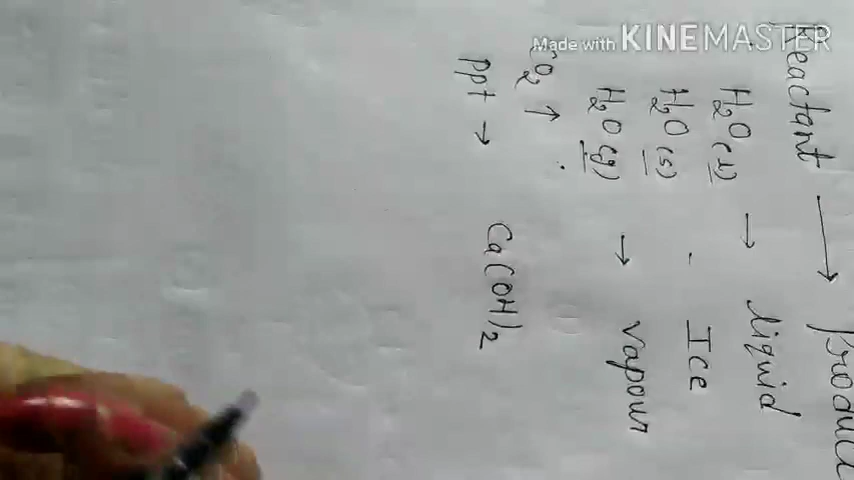 Made with KINEMASTER
Reactant → Product
H₂O (l) → liquid
H₂O (s) - Ice
H₂O (g) → Vapour
CO₂ ↑
ppt → Ca(OH)₂